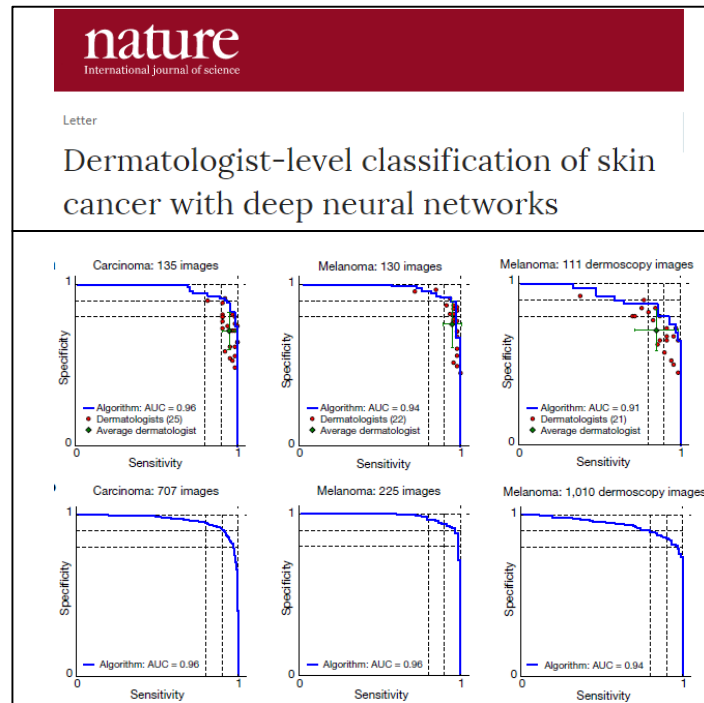 nature
International journal of science
Letter
Dermatologist-level classification of skin
cancer with deep neural networks
Carcinoma: 135 images
1
Specificity
Algorithm: AUC = 0.96
Dermatologists (25)
Average dermatologist
0
0
1
Sensitivity
Melanoma: 130 images
1
Specificity
Algorithm: AUC = 0.94
Dermatologists (22)
Average dermatologist
0
0
1
Sensitivity
Melanoma: 111 dermoscopy images
1
Specificity
Algorithm: AUC = 0.91
Dermatologists (21)
Average dermatologist
0
0
1
Sensitivity
Carcinoma: 707 images
1
Specificity
Algorithm: AUC = 0.96
0
0
1
Sensitivity
Melanoma: 225 images
1
Specificity
Algorithm: AUC = 0.96
0
0
1
Sensitivity
Melanoma: 1,010 dermoscopy images
1
Specificity
Algorithm: AUC = 0.94
0
0
1
Sensitivity